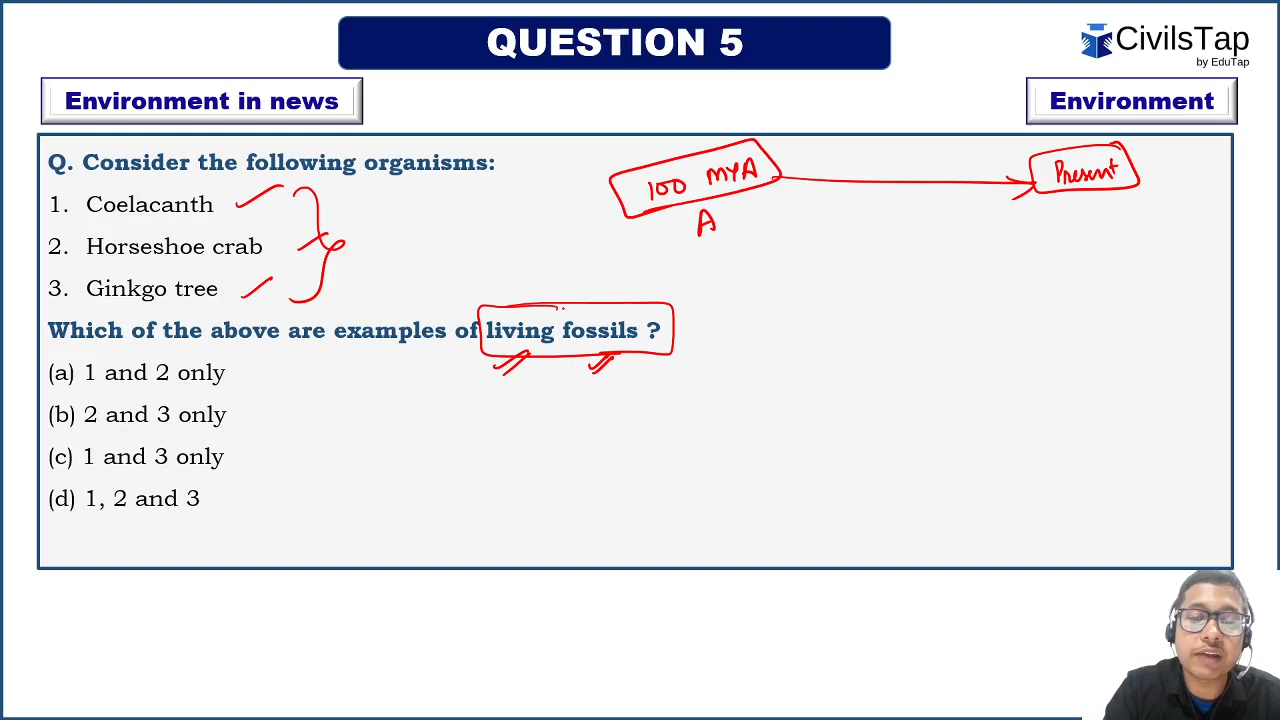 QUESTION 5
CivilsTap
by EduTap
Environment in news
Environment
Q. Consider the following organisms:
1. Coelacanth
2. Horseshoe crab
3. Ginkgo tree
Which of the above are examples of living fossils ?
(a) 1 and 2 only
(b) 2 and 3 only
(c) 1 and 3 only
(d) 1, 2 and 3
100 MYA
Present
A